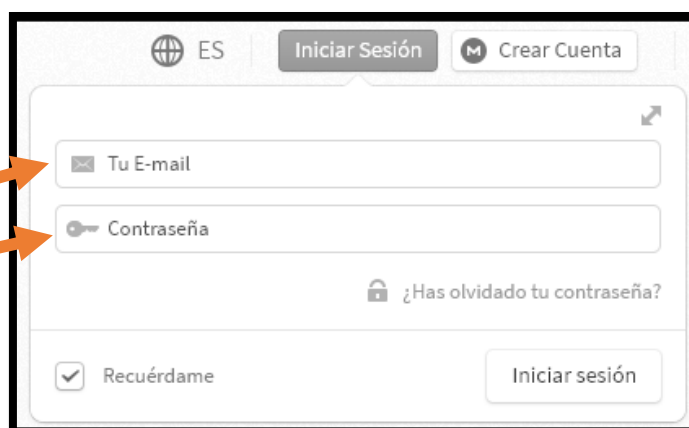 ES Iniciar Sesión M Crear Cuenta
Tu E-mail
Contraseña
¿Has olvidado tu contraseña?
Recuérdame Iniciar sesión